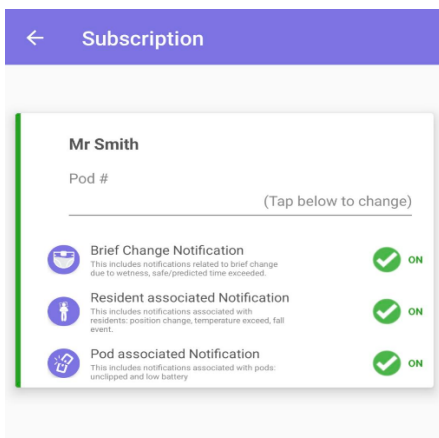 Subscription
Mr Smith
Pod #
(Tap below to change)
Brief Change Notification
This includes notifications related to brief change
due to wetness, safe/predicted time exceeded.
ON
Resident associated Notification
This includes notifications associated with
residents: position change, temperature exceed, fall
event.
ON
Pod associated Notification
This includes notifications associated with pods:
unclipped and low battery
ON